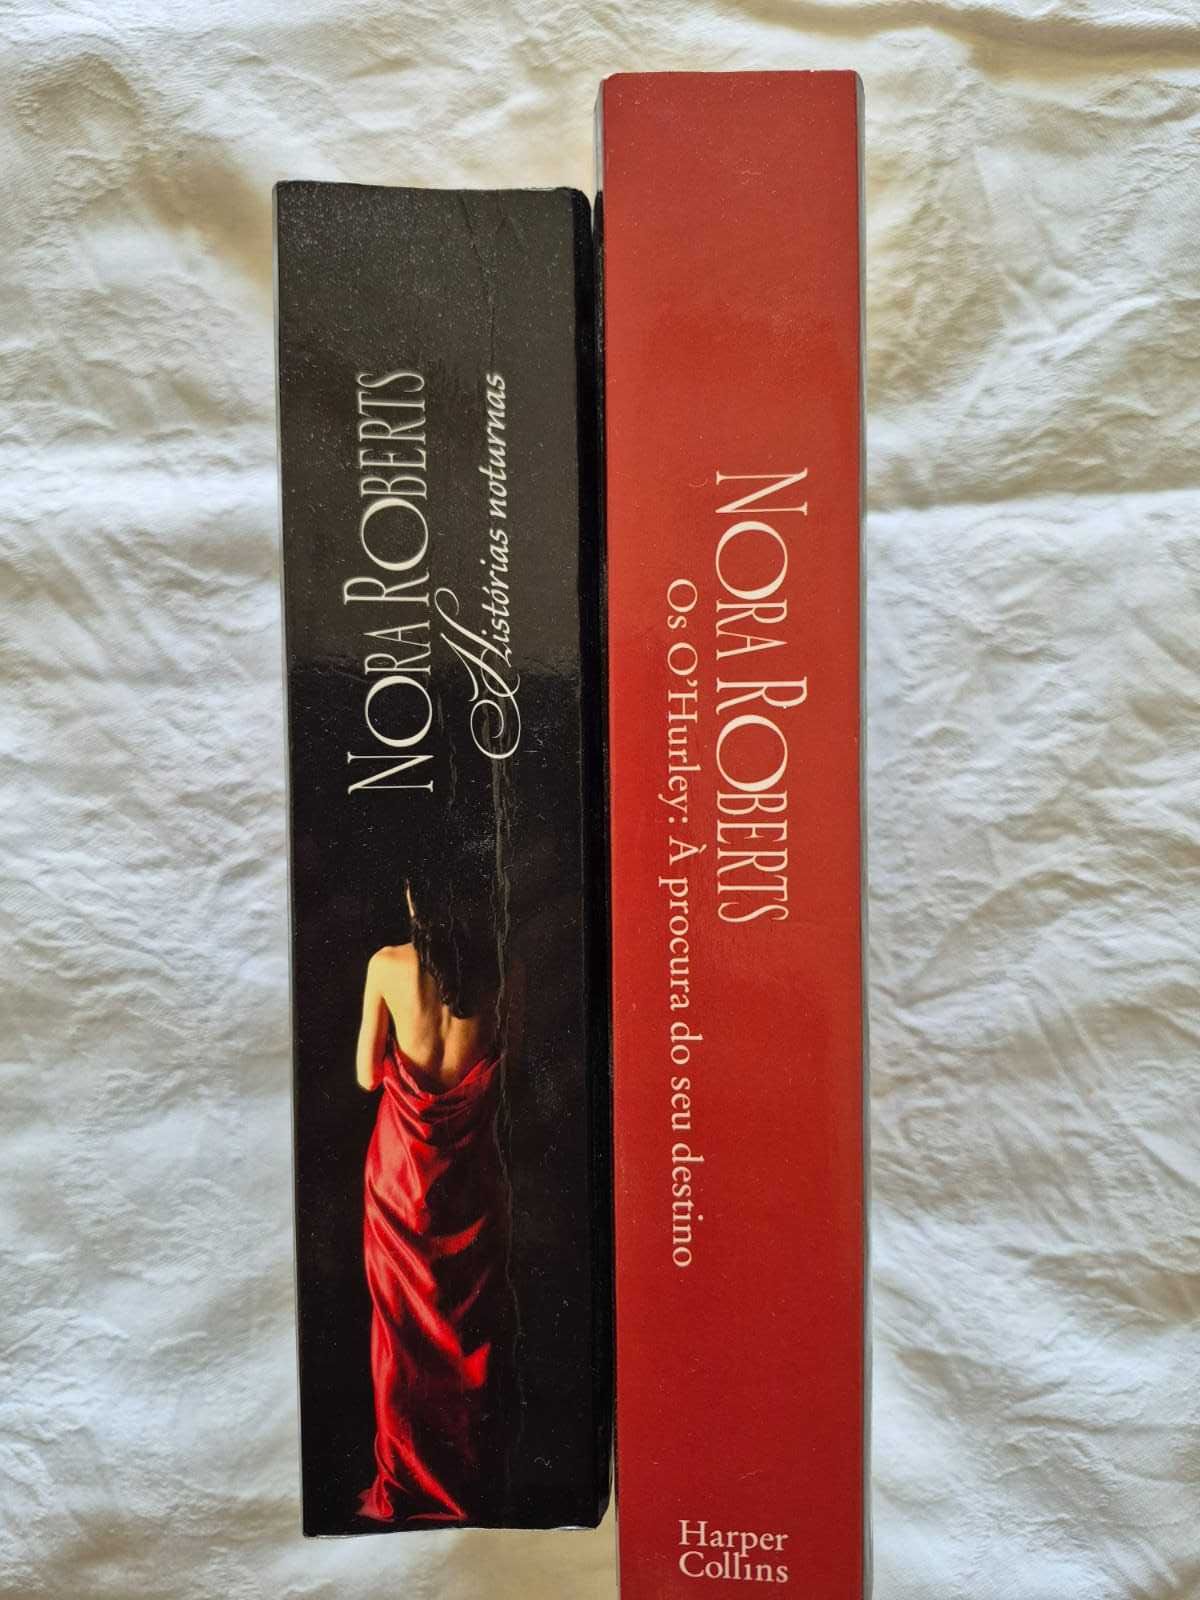 NORA ROBERTS
Histórias noturnas
NORA ROBERTS
Os O'Hurley: À procura do seu destino
Harper
Collins